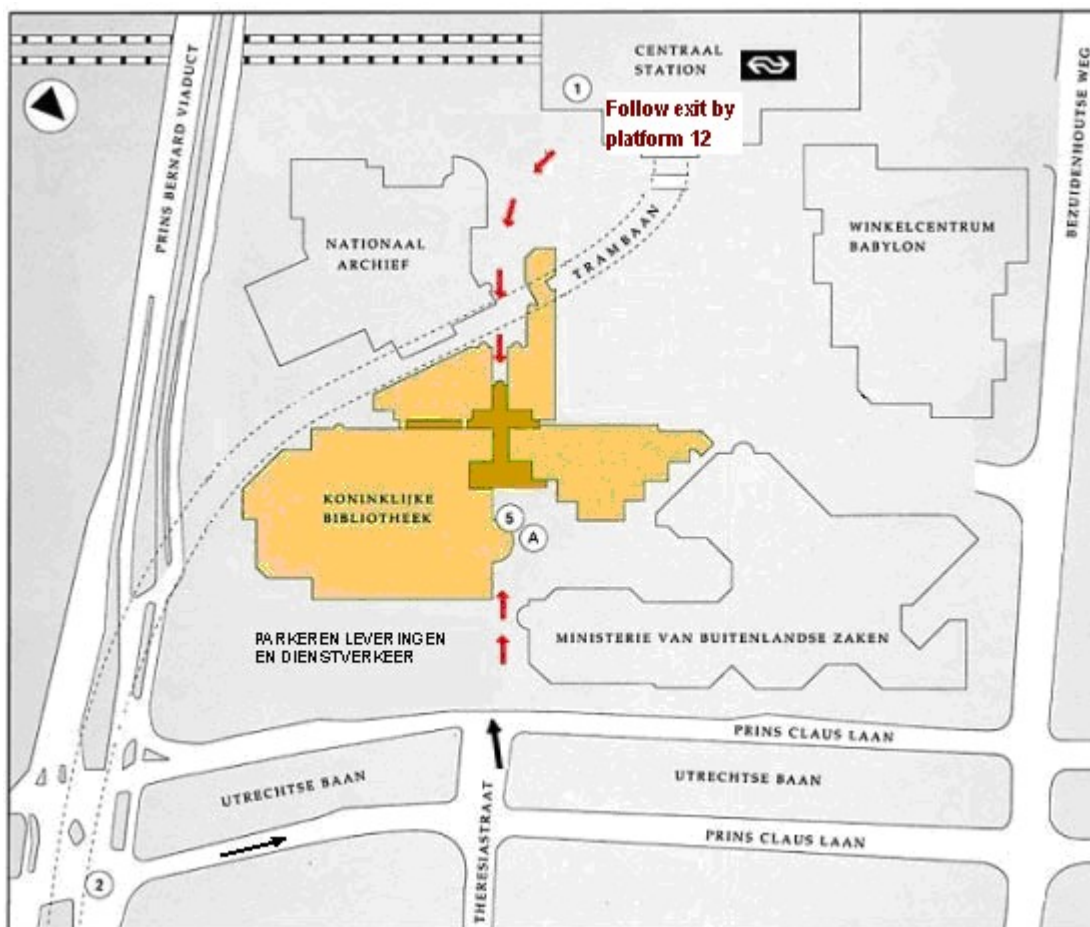 CENTRAAL
STATION
1
Follow exit by
platform 12
PRINS BERNARD VIADUCT
BEZUIDENHOUTSE WEG
NATIONAAL
ARCHIEF
TRAMBAAN
WINKELCENTRUM
BABYLON
KONINKLIJKE
BIBLIOTHEEK
5
A
PARKEREN LEVERINGEN
EN DIENSTVERKEER
MINISTERIE VAN BUITENLANDSE ZAKEN
PRINS CLAUS LAAN
UTRECHTSE BAAN
UTRECHTSE BAAN
PRINS CLAUS LAAN
THERESIASTRAAT
2